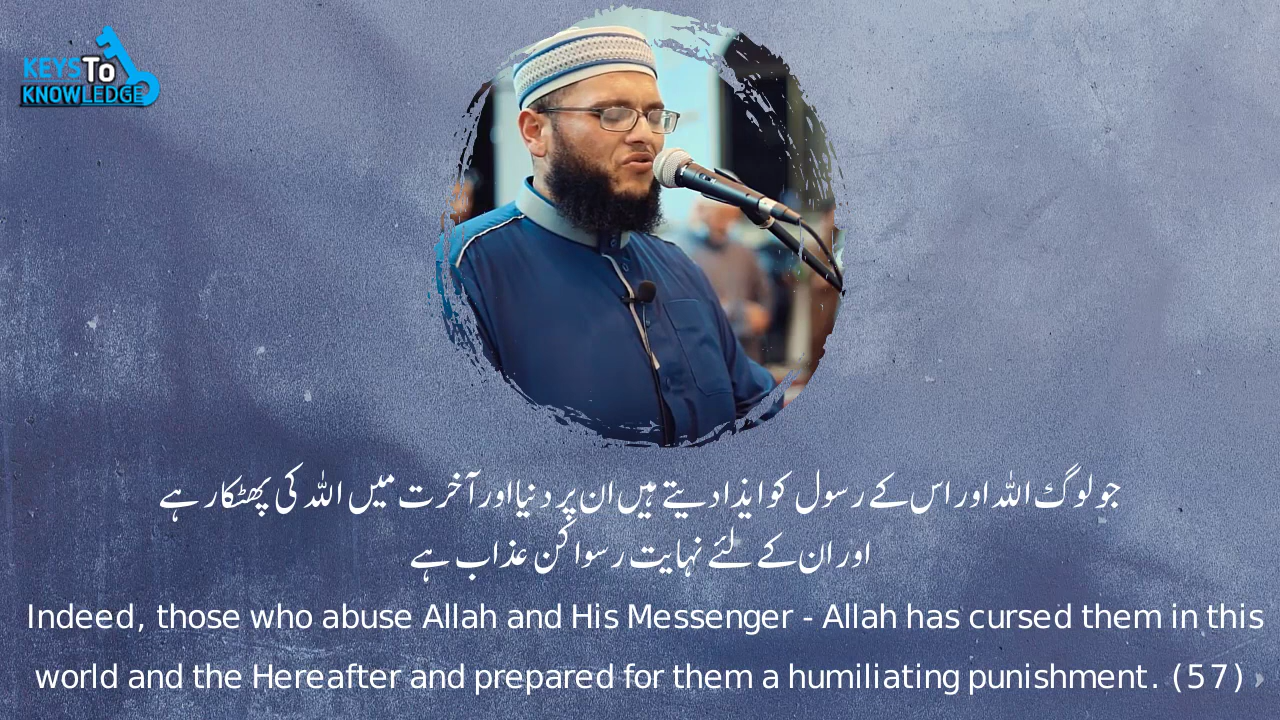 KEYS To
KNOWLEDGE
جو لوگ اللہ اور اس کے رسول کو ایذا دیتے ہیں ان پر دنیا اور آخرت میں اللہ کی پھٹکار ہے
اور ان کے لئے نہایت رسوا کن عذاب ہے
Indeed, those who abuse Allah and His Messenger - Allah has cursed them in this
world and the Hereafter and prepared for them a humiliating punishment. (57)